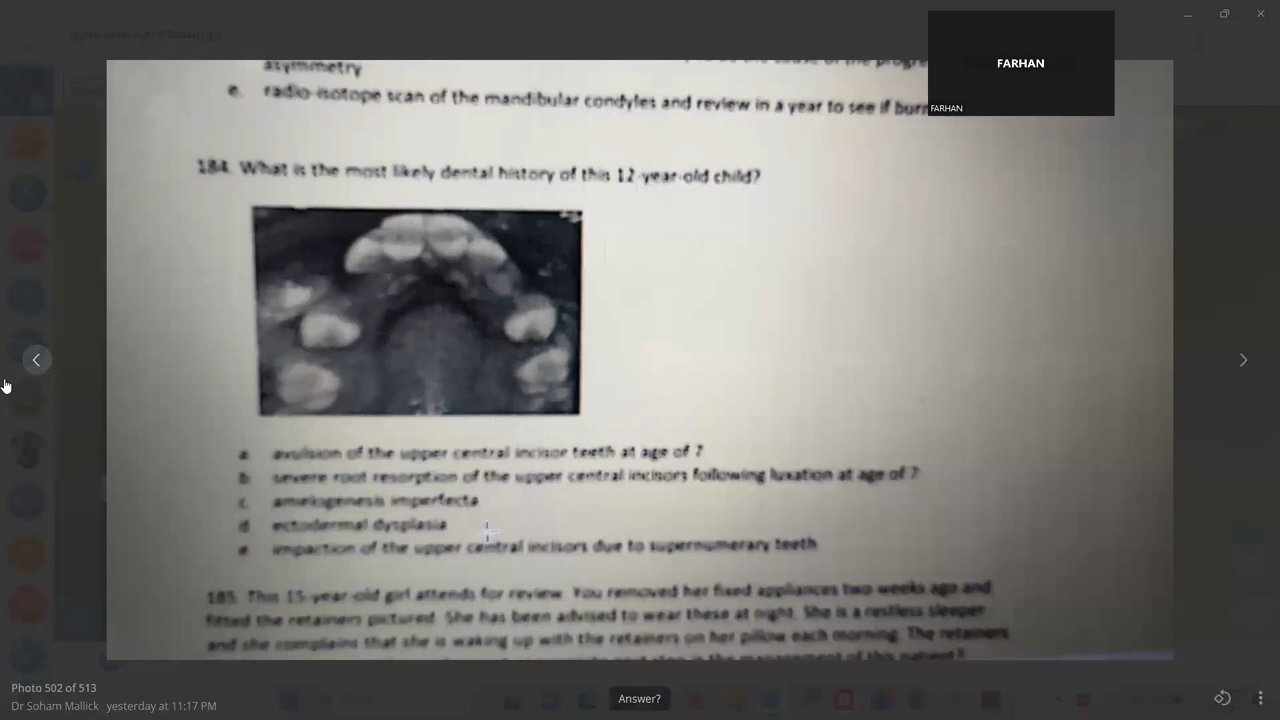 FARHAN
FARHAN
asymmetry
e. radio-isotope scan of the mandibular condyles and review in a year to see if
184. What is the most likely dental history of this 12-year-old child?
a avulsion of the upper central incisor teeth at age of 7
b severe root resorption of the upper central incisors following luxation at age of 7
c. amelogenesis imperfecta
d ectodermal dysplasia
e impaction of the upper central incisors due to supernumerary teeth
185. This 15-year-old girl attends for review. You removed her fixed appliances two weeks ago and
fitted the retainers pictured. She has been advised to wear these at night. She is a restless sleeper
and she complains that she is waking up with the retainers on her pillow each morning. The retainers
Answer?
Photo 502 of 513
Dr Soham Mallick yesterday at 11:17 PM